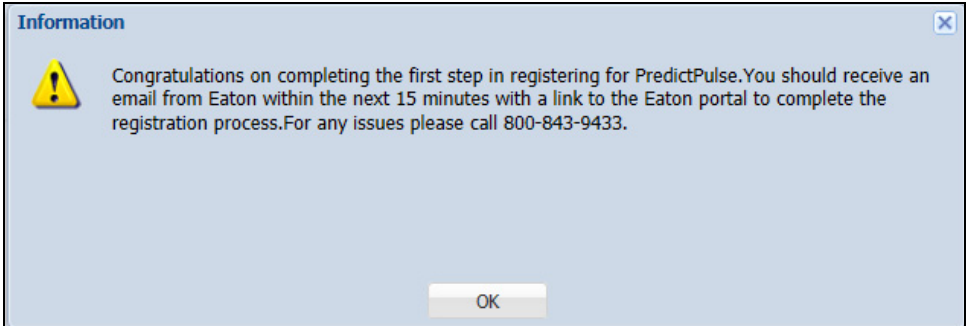 Information
Congratulations on completing the first step in registering for PredictPulse.You should receive an
email from Eaton within the next 15 minutes with a link to the Eaton portal to complete the
registration process.For any issues please call 800-843-9433.
OK